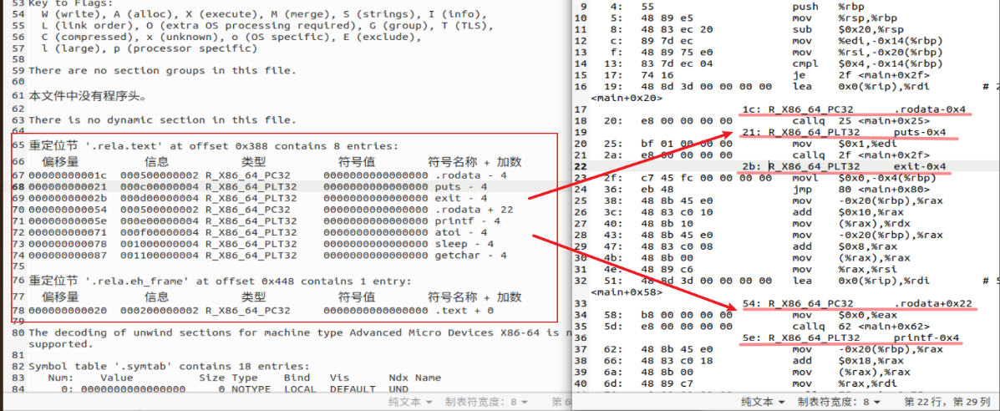 53 Key to Flags:
54   W (write), A (alloc), X (execute), M (merge), S (strings), I (info),
55   L (link order), O (extra OS processing required), G (group), T (TLS),
56   C (compressed), x (unknown), o (OS specific), E (exclude),
57   l (large), p (processor specific)
58
59 There are no section groups in this file.
60
61 本文件中没有程序头。
62
63 There is no dynamic section in this file.
64
65 重定位节 '.rela.text' at offset 0x388 contains 8 entries:
66   偏移量          信息           类型           符号值        符号名称 + 加数
67 00000000001c  000500000002 R_X86_64_PC32     0000000000000000 .rodata - 4
68 000000000021  000c00000004 R_X86_64_PLT32    0000000000000000 puts - 4
69 00000000002b  000d00000004 R_X86_64_PLT32    0000000000000000 exit - 4
70 000000000054  000500000002 R_X86_64_PC32     0000000000000000 .rodata + 22
71 00000000005e  000e00000004 R_X86_64_PLT32    0000000000000000 printf - 4
72 000000000071  000f00000004 R_X86_64_PLT32    0000000000000000 atoi - 4
73 000000000078  001000000004 R_X86_64_PLT32    0000000000000000 sleep - 4
74 000000000087  001100000004 R_X86_64_PLT32    0000000000000000 getchar - 4
75
76 重定位节 '.rela.eh_frame' at offset 0x448 contains 1 entry:
77   偏移量          信息           类型           符号值        符号名称 + 加数
78 000000000020  000200000002 R_X86_64_PC32     0000000000000000 .text + 0
79
80 The decoding of unwind sections for machine type Advanced Micro Devices X86-64 is n
supported.
81
82 Symbol table '.symtab' contains 18 entries:
83    Num:    Value          Size Type    Bind   Vis      Ndx Name
84      0: 0000000000000000     0 NOTYPE  LOCAL  DEFAULT  UND
纯文本 制表符宽度：8 第 68
9    4:   55                      push   %rbp
10    5:   48 89 e5                mov    %rsp,%rbp
11    8:   48 83 ec 20             sub    $0x20,%rsp
12    c:   89 7d ec                mov    %edi,-0x14(%rbp)
13    f:   48 89 75 e0             mov    %rsi,-0x20(%rbp)
14   13:   83 7d ec 04             cmpl   $0x4,-0x14(%rbp)
15   17:   74 16                   je     2f <main+0x2f>
16   19:   48 8d 3d 00 00 00 00    lea    0x0(%rip),%rdi        # 2
<main+0x20>
17                         1c: R_X86_64_PC32       .rodata-0x4
18   20:   e8 00 00 00 00          callq  25 <main+0x25>
19                         21: R_X86_64_PLT32      puts-0x4
20   25:   bf 01 00 00 00          mov    $0x1,%edi
21   2a:   e8 00 00 00 00          callq  2f <main+0x2f>
22                         2b: R_X86_64_PLT32      exit-0x4
23   2f:   c7 45 fc 00 00 00 00    movl   $0x0,-0x4(%rbp)
24   36:   eb 48                   jmp    80 <main+0x80>
25   38:   48 8b 45 e0             mov    -0x20(%rbp),%rax
26   3c:   48 83 c0 10             add    $0x10,%rax
27   40:   48 8b 10                mov    (%rax),%rdx
28   43:   48 8b 45 e0             mov    -0x20(%rbp),%rax
29   47:   48 83 c0 08             add    $0x8,%rax
30   4b:   48 8b 00                mov    (%rax),%rax
31   4e:   48 89 c6                mov    %rax,%rsi
32   51:   48 8d 3d 00 00 00 00    lea    0x0(%rip),%rdi        # 5
<main+0x58>
33                         54: R_X86_64_PC32       .rodata+0x22
34   58:   b8 00 00 00 00          mov    $0x0,%eax
35   5d:   e8 00 00 00 00          callq  62 <main+0x62>
36                         5e: R_X86_64_PLT32      printf-0x4
37   62:   48 8b 45 e0             mov    -0x20(%rbp),%rax
38   66:   48 83 c0 18             add    $0x18,%rax
39   6a:   48 8b 00                mov    (%rax),%rax
40   6d:   48 89 c7                mov    %rax,%rdi
纯文本 制表符宽度：8 第 22 行，第 29 列